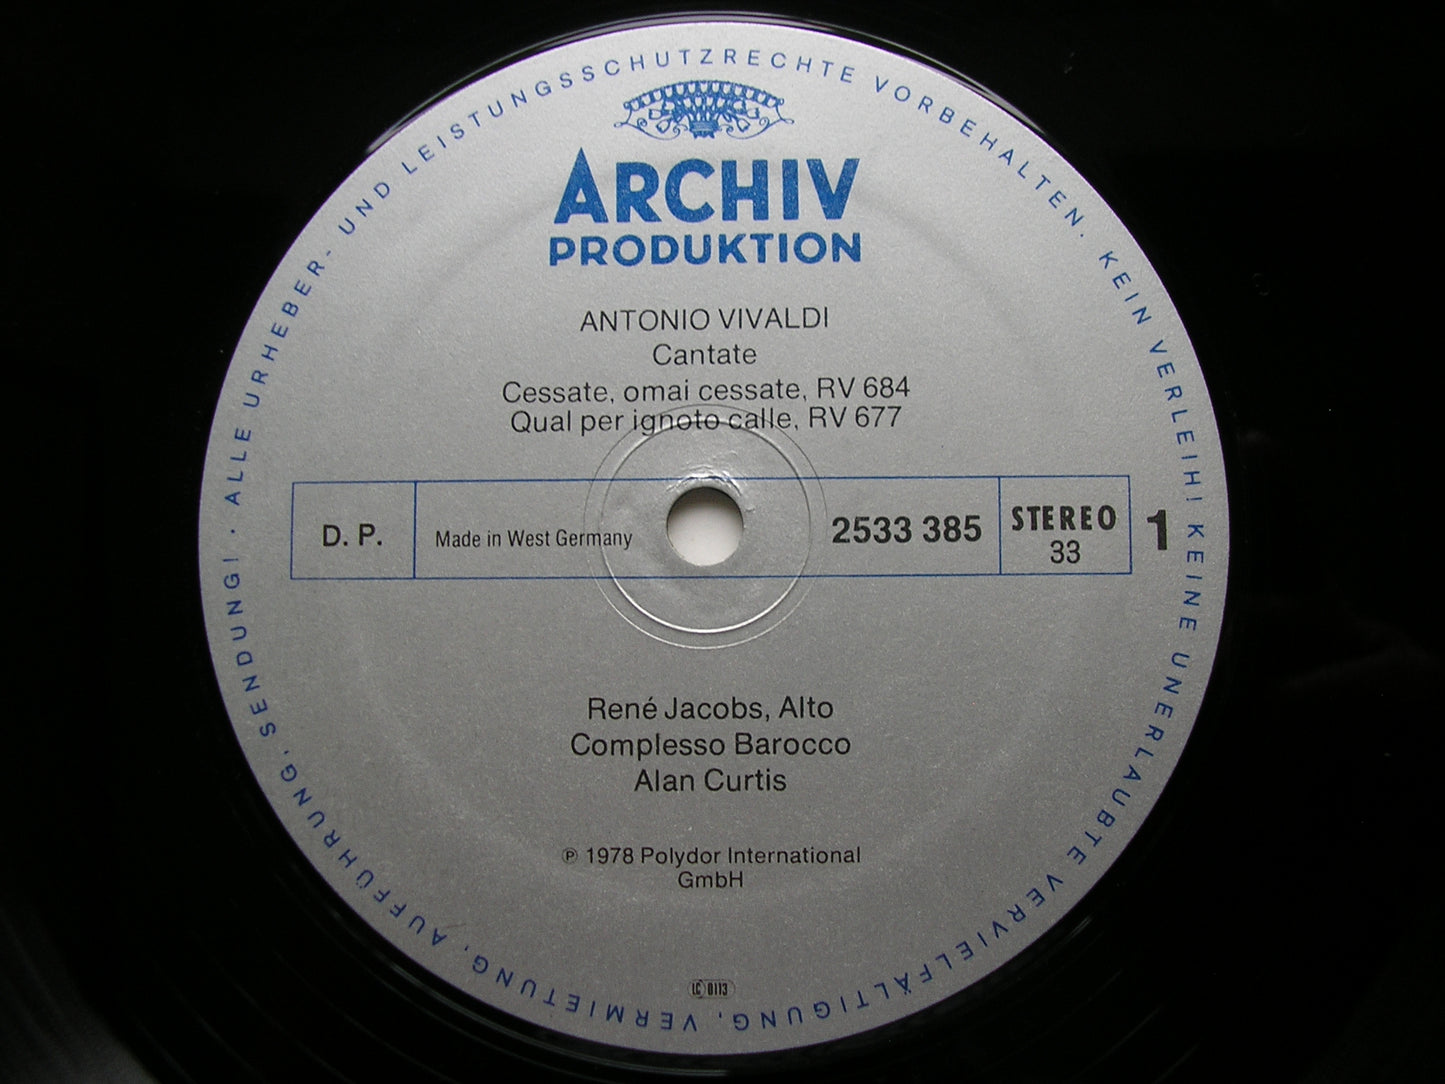 ALLE URHEBER- UND LEISTUNGSSCHUTZRECHTE VORBEHALTEN. KEIN VERLEIH! KEINE UNERLAUBTE VERVIELFÄLTIGUNG, VERMIETUNG, AUFFÜHRUNG, SENDUNG! ·
ARCHIV
PRODUKTION
ANTONIO VIVALDI
Cantate
Cessate, omai cessate, RV 684
Qual per ignoto calle, RV 677
D. P.
Made in West Germany
2533 385
STEREO
33
1
René Jacobs, Alto
Complesso Barocco
Alan Curtis
℗ 1978 Polydor International
GmbH
LC 0113